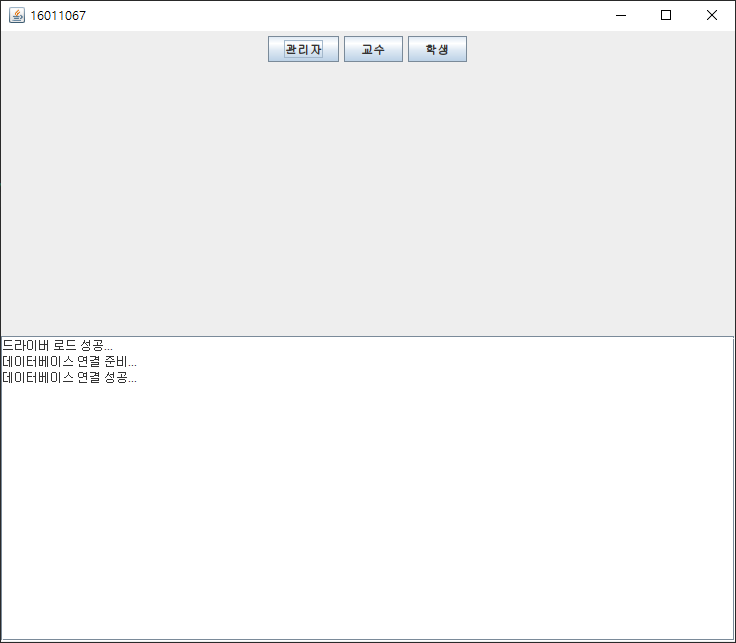 16011067
관리자 교수 학생
드라이버 로드 성공...
데이터베이스 연결 준비...
데이터베이스 연결 성공...